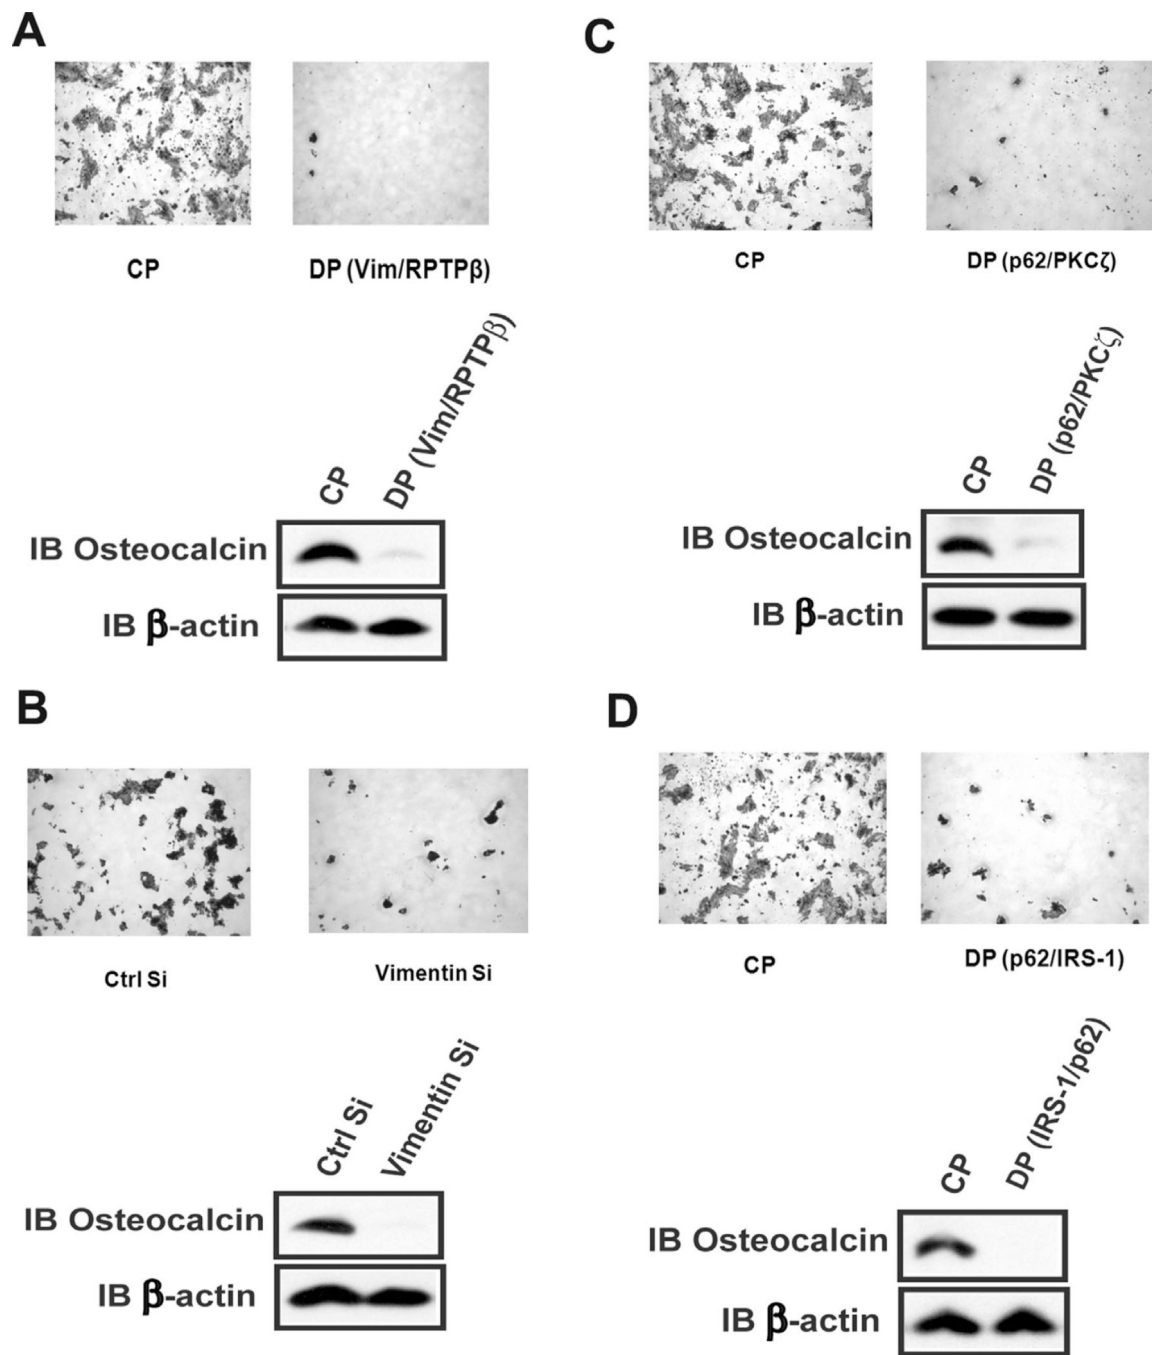 A
CP
DP (Vim/RPTPβ)
CP
DP (Vim/RPTPβ)
IB Osteocalcin
IB β-actin
B
Ctrl Si
Vimentin Si
Ctrl Si
Vimentin Si
IB Osteocalcin
IB β-actin
C
CP
DP (p62/PKCζ)
CP
DP (p62/PKCζ)
IB Osteocalcin
IB β-actin
D
CP
DP (p62/IRS-1)
CP
DP (IRS-1/p62)
IB Osteocalcin
IB β-actin